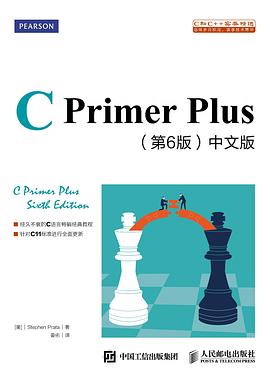 PEARSON
C和C++实务精选
C Primer Plus
(第6版)中文版
C Primer Plus
Sixth Edition
经久不衰的C语言畅销经典教程
针对C11标准进行全面更新
[美] Stephen Prata 著
姜佑 译
中国工信出版集团
人民邮电出版社
POSTS & TELECOM PRESS